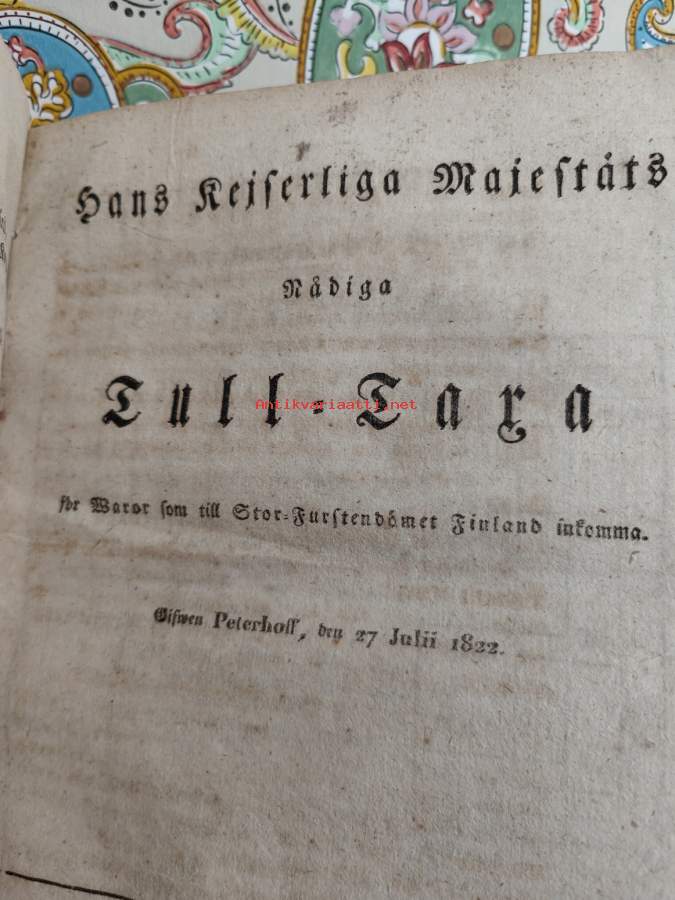 Hans Kejserliga Majestäts
Nådiga
Tull-Taxa
Antikvariaatti.net
för Waror som till Stor-Furstendömet Finland inkomma.
Gifwen Peterhoff, den 27 Julii 1822.